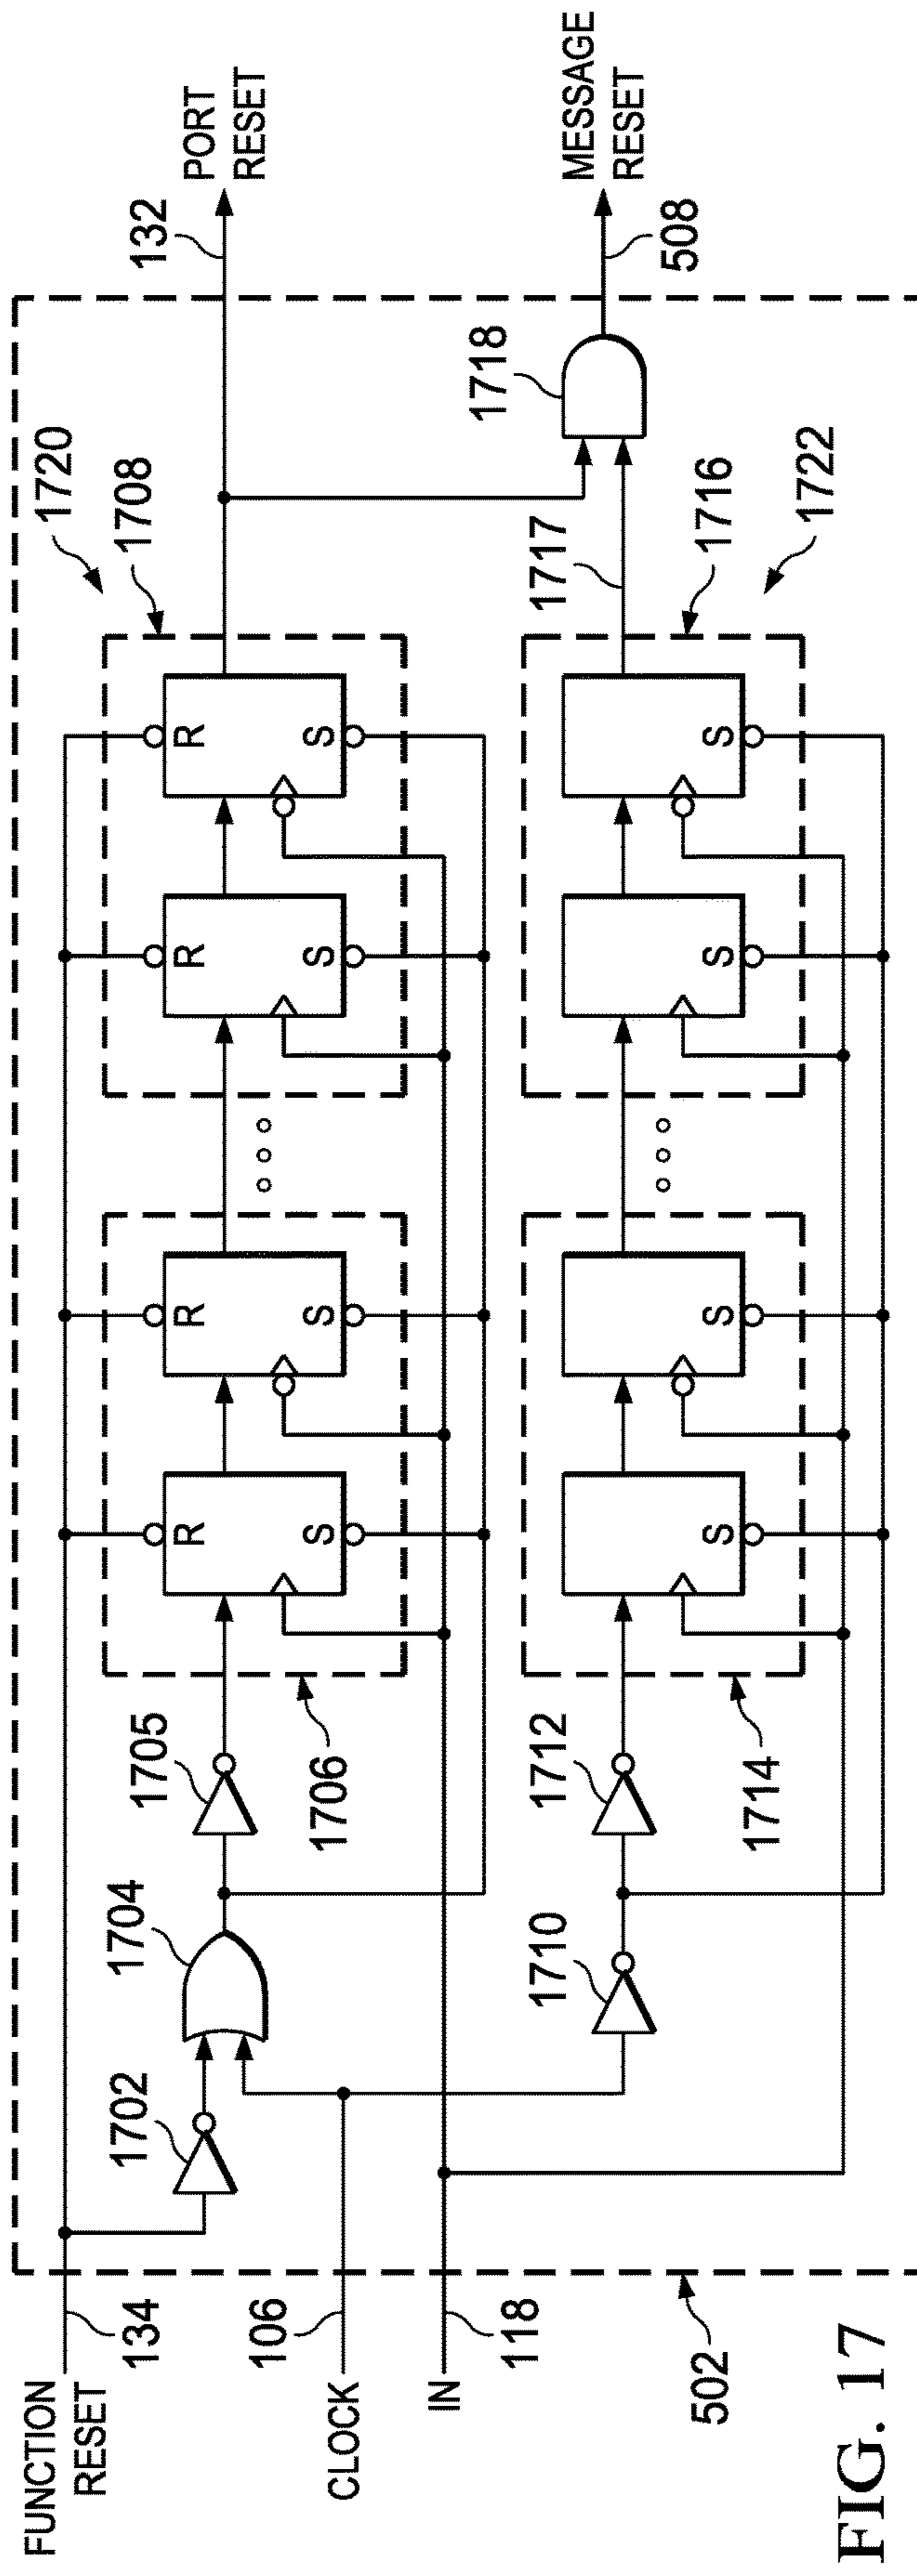 FUNCTION
RESET
134
CLOCK
106
IN
118
502
1702
1704
1705
1706
R
S
R
S
R
S
R
S
1708
1720
132
PORT
RESET
1710
1712
1714
S
S
S
S
1716
1722
1717
1718
508
MESSAGE
RESET
FIG. 17